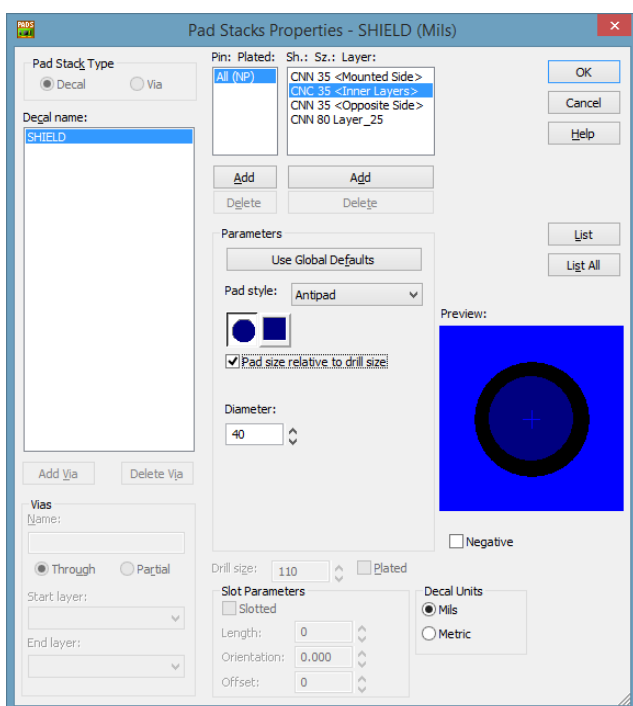 PADS
Pad Stacks Properties - SHIELD (Mils)
Pad Stack Type
Decal
Via
Decal name:
SHIELD
Add Via
Delete Via
Vias
Name:
Through
Partial
Start layer:
End layer:
Pin: Plated:
All (NP)
Sh.: Sz.: Layer:
CNN 35 <Mounted Side>
CNC 35 <Inner Layers>
CNN 35 <Opposite Side>
CNN 80 Layer_25
Add
Add
Delete
Delete
Parameters
Use Global Defaults
Pad style:
Antipad
Pad size relative to drill size
Diameter:
40
Drill size:
110
Plated
Slot Parameters
Slotted
Length:
0
Orientation:
0.000
Offset:
0
OK
Cancel
Help
List
List All
Preview:
Negative
Decal Units
Mils
Metric